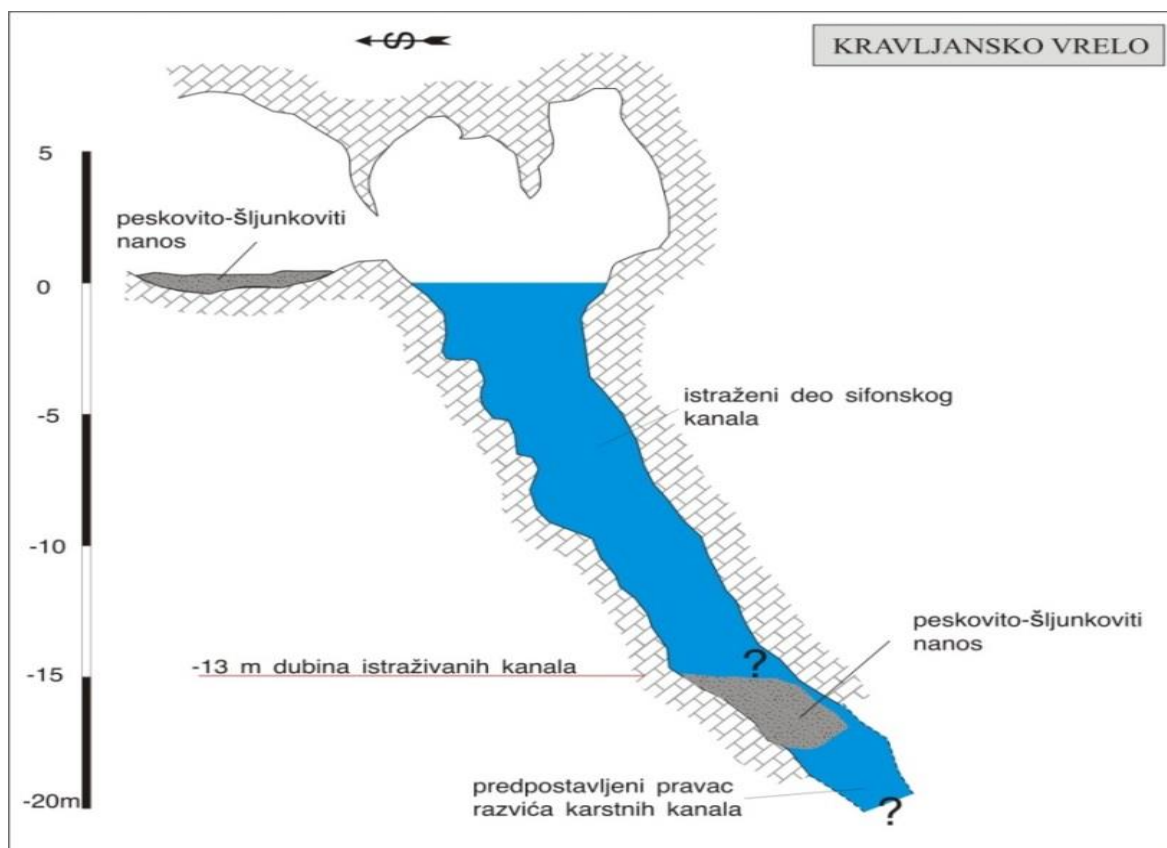 S
KRAVLJANSKO VRELO
5
peskovito-Šljunkoviti
nanos
0
-5
istraženi deo sifonskog
kanala
-10
peskovito-Šljunkoviti
nanos
?
-13 m dubina istraživanih kanala
-15
predpostavljeni pravac
razvića karstnih kanala
-20m
?